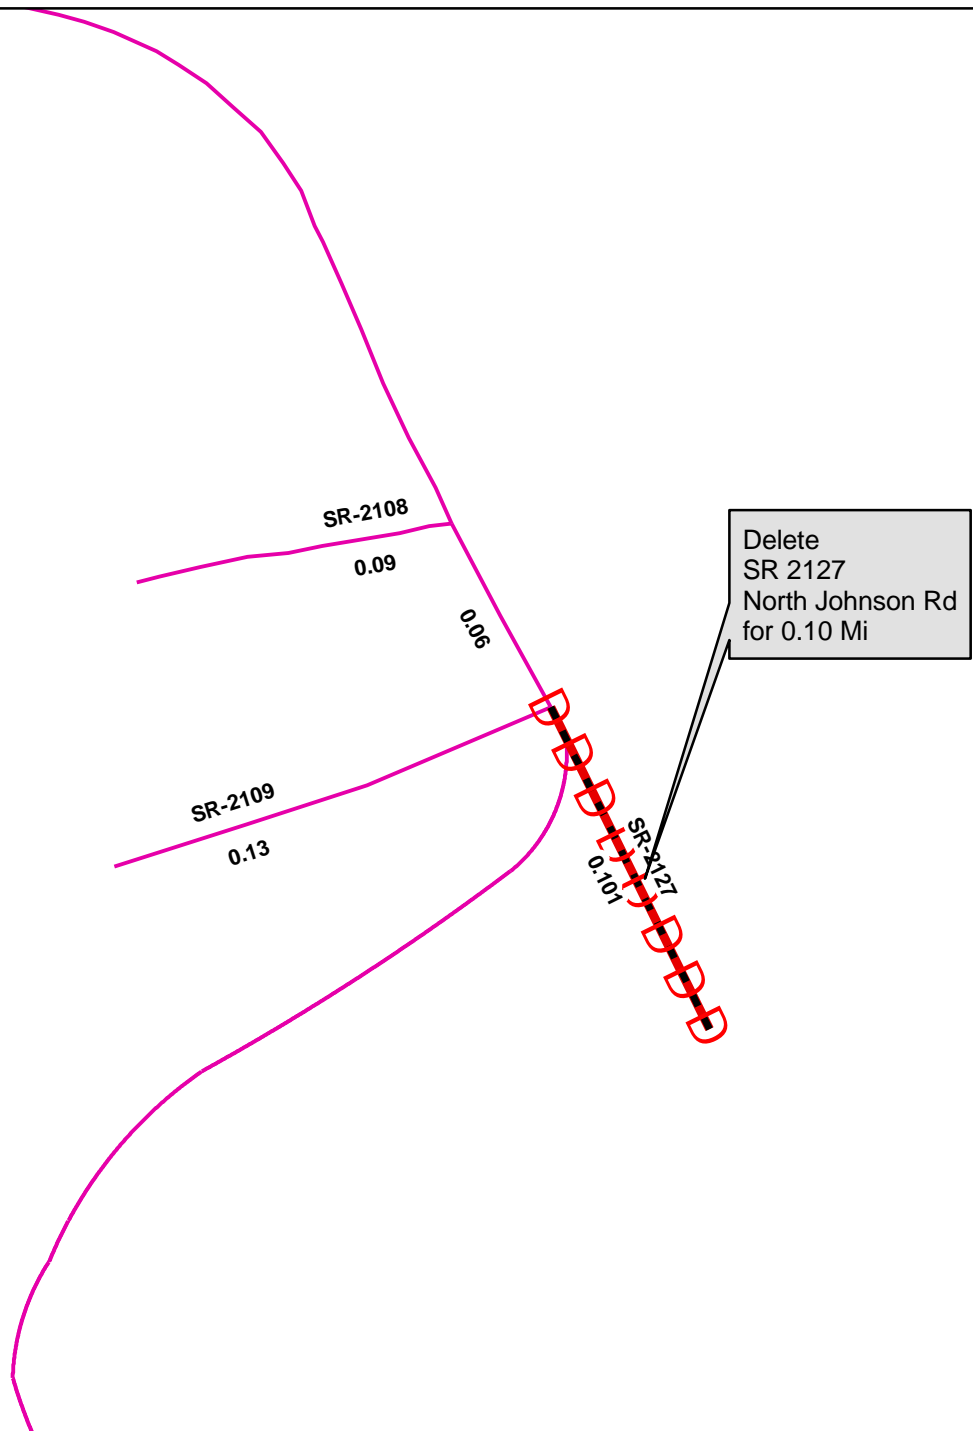 SR-2108
0.09
0.06
Delete
SR 2127
North Johnson Rd
for 0.10 Mi
SR-2109
0.13
SR-2127
0.101
D
D
D
D
D
D
D
D